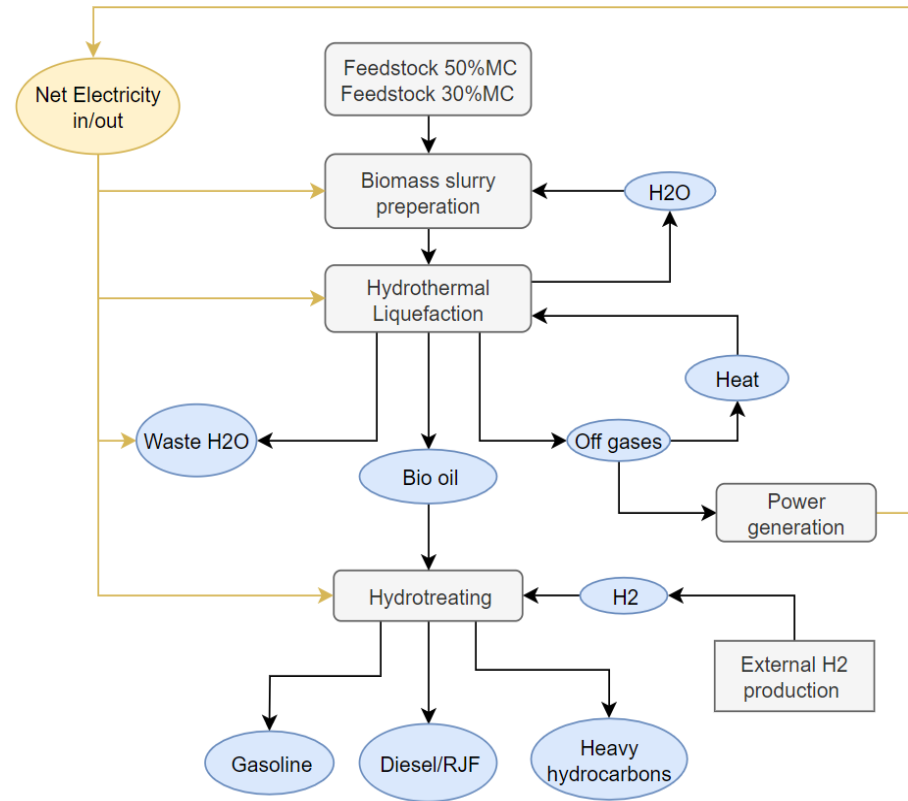 Net Electricity
in/out
Feedstock 50%MC
Feedstock 30%MC
Biomass slurry
preperation
H2O
Hydrothermal
Liquefaction
Heat
Waste H2O
Off gases
Bio oil
Power
generation
Hydrotreating
H2
External H2
production
Gasoline
Diesel/RJF
Heavy
hydrocarbons